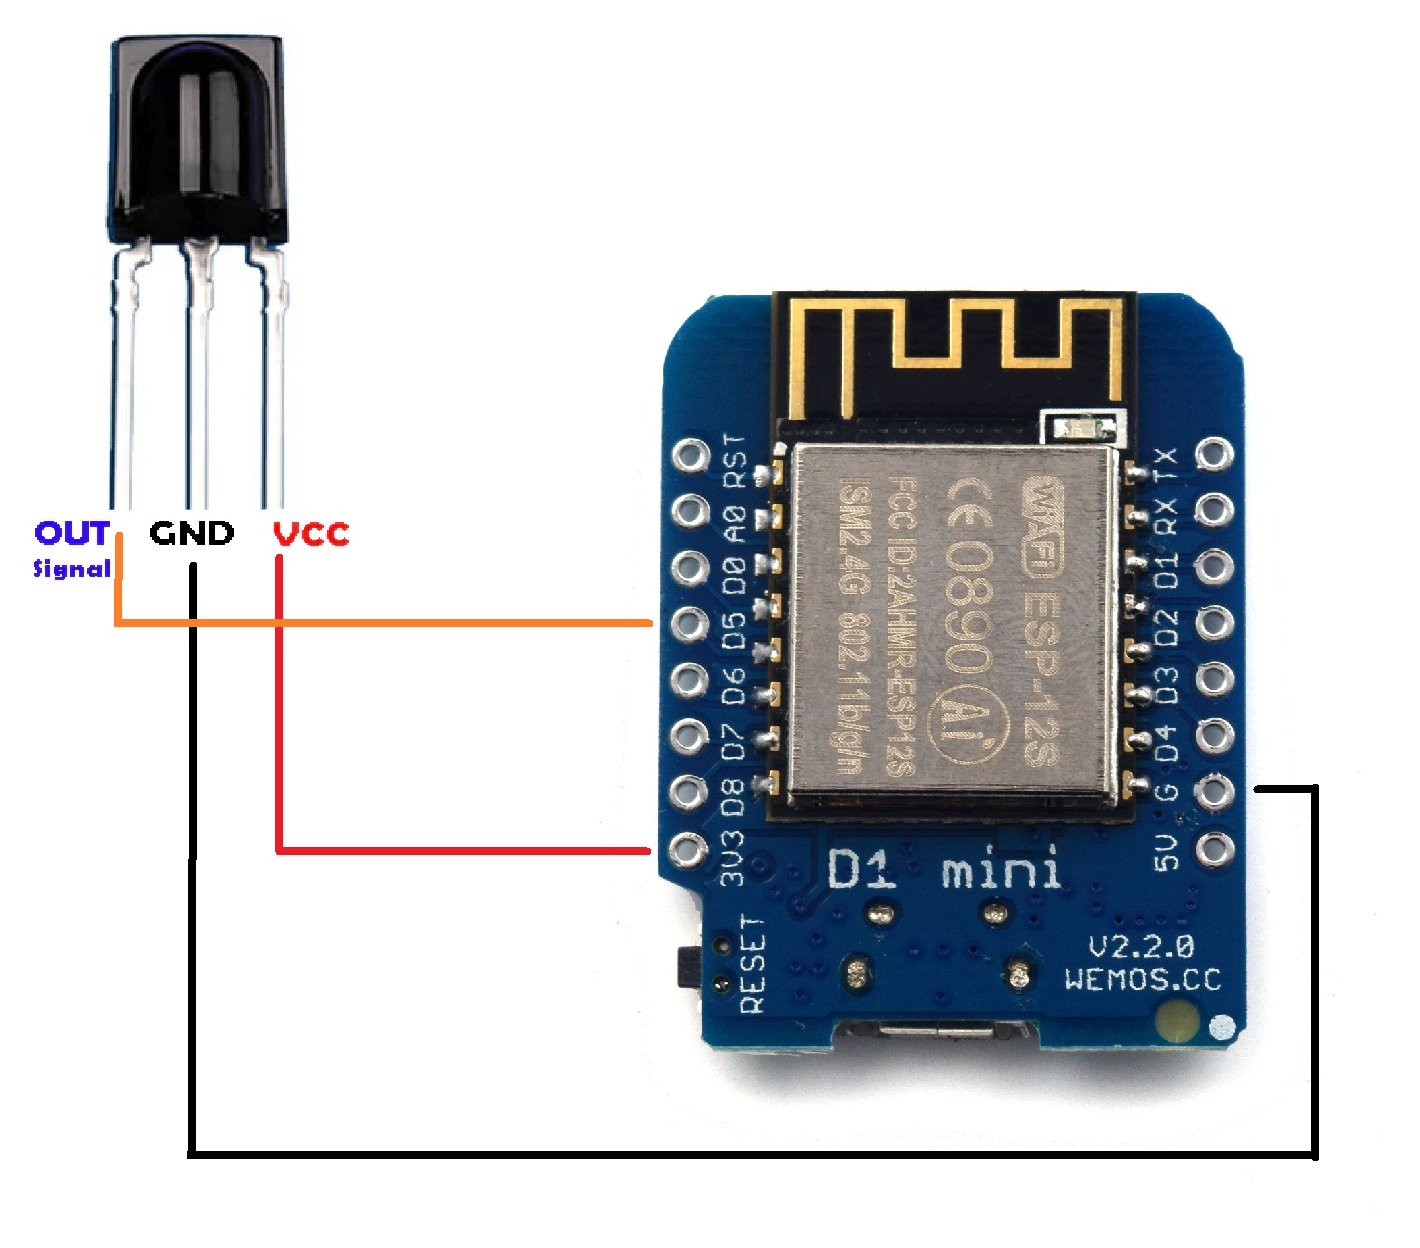 OUT GND VCC
Signal
RST
A0
D0
D5
D6
D7
D8
3V3
TX
RX
D1
D2
D3
D4
G
5V
WiFi ESP-12S
CE0890 Ai
FCC ID:2AHMR-ESP12S
ISM2.4G 802.11b/g/n
D1 mini
RESET
V2.2.0
WEMOS.CC